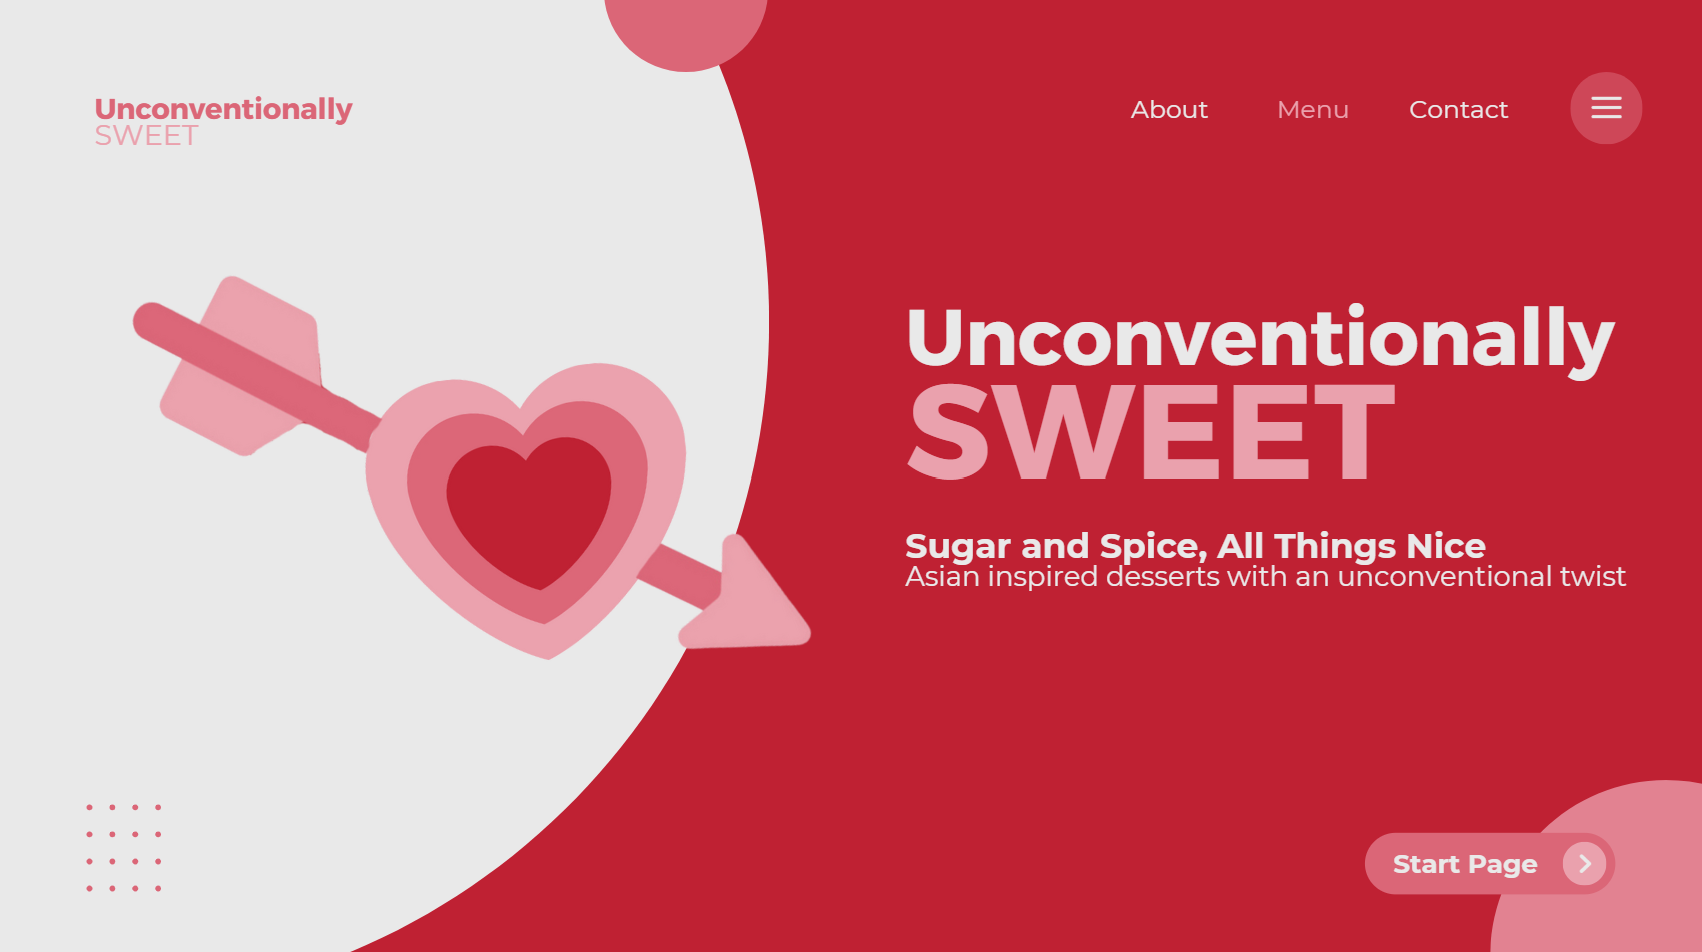 Unconventionally
SWEET
About
Menu
Contact
Unconventionally
SWEET
Sugar and Spice, All Things Nice
Asian inspired desserts with an unconventional twist
Start Page